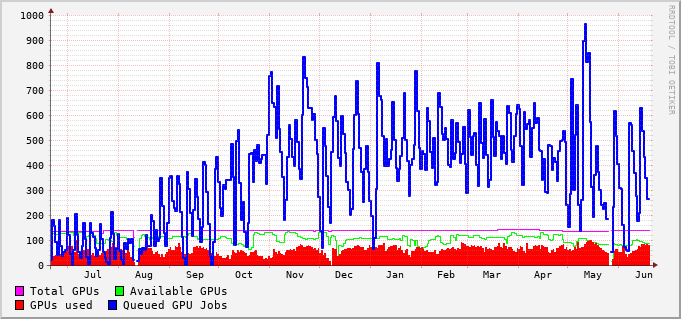 1000
900
800
700
600
500
400
300
200
100
0
Jul Aug Sep Oct Nov Dec Jan Feb Mar Apr May Jun
Total GPUs Available GPUs
GPUs used Queued GPU Jobs
RRDTOOL / TOBI OETIKER